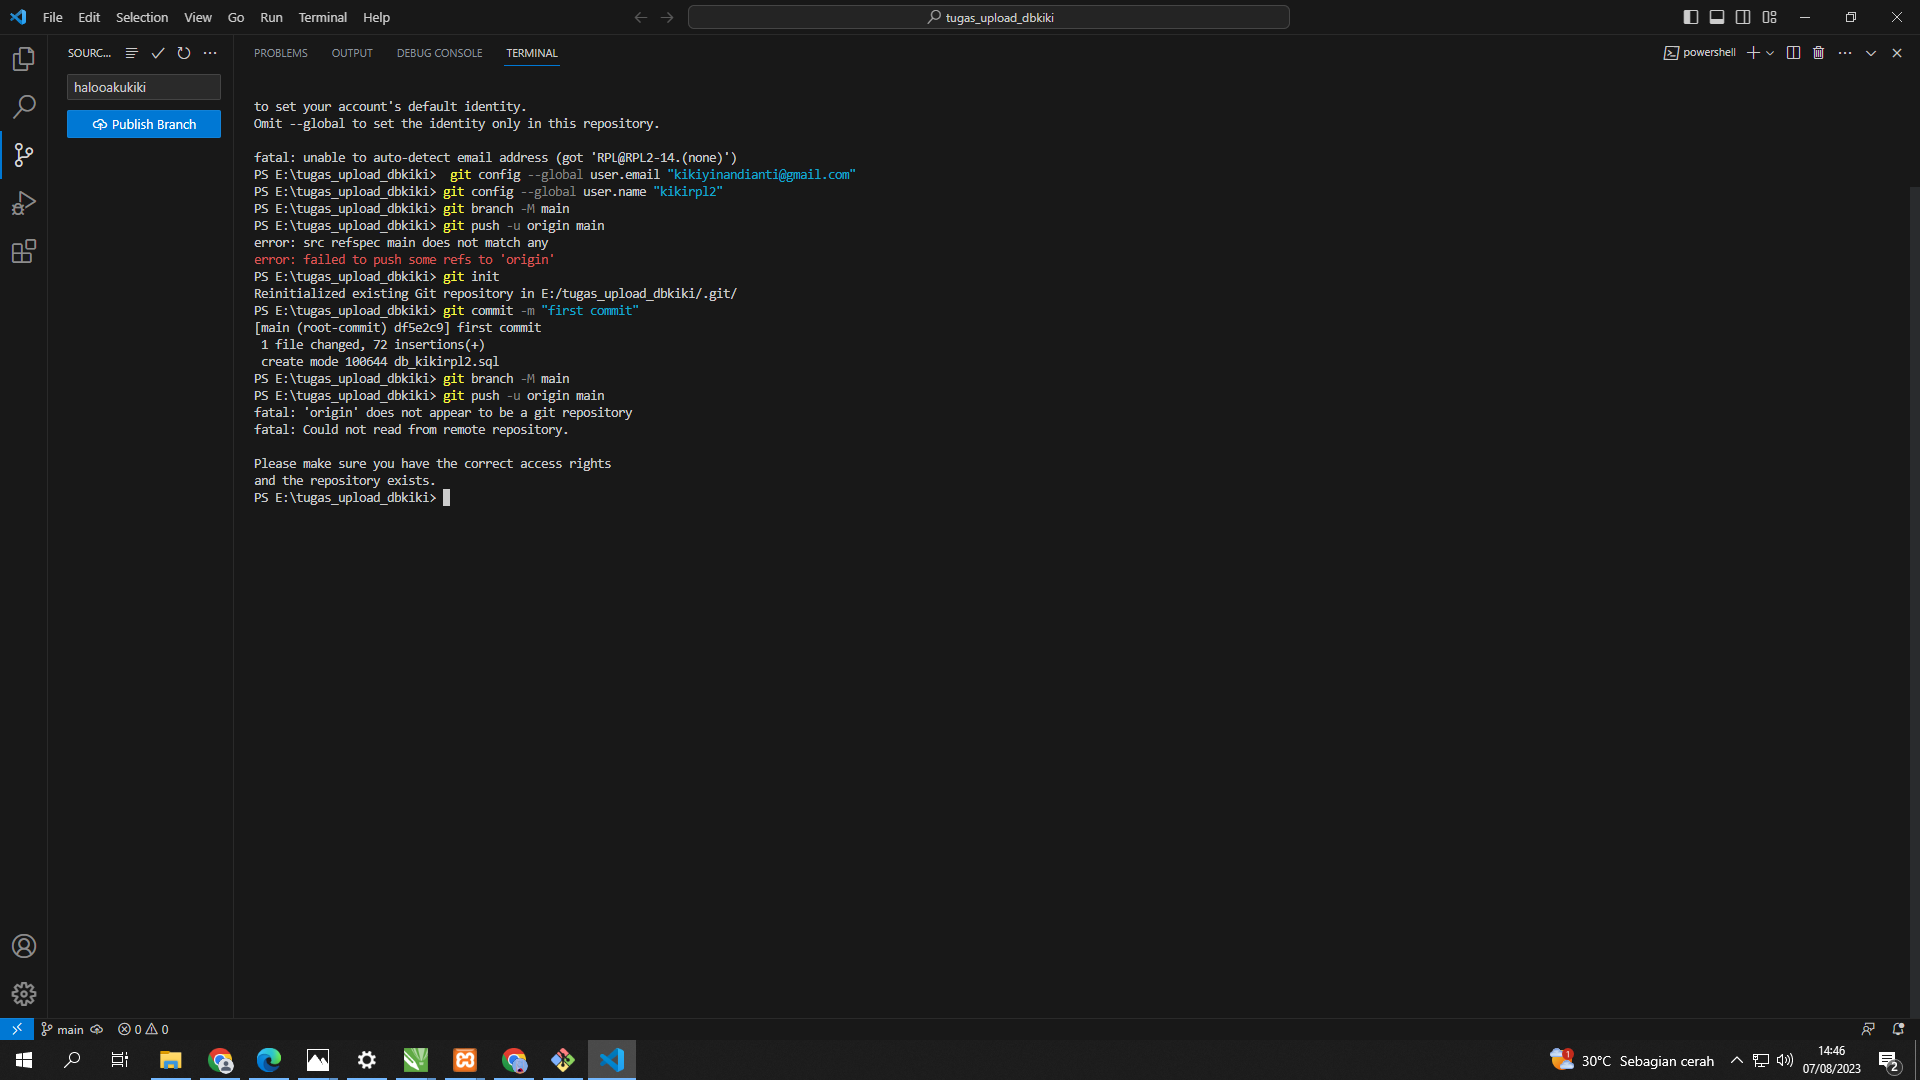 File Edit Selection View Go Run Terminal Help
tugas_upload_dbkiki
SOURC...
PROBLEMS OUTPUT DEBUG CONSOLE TERMINAL
powershell
halooakukiki
Publish Branch
to set your account's default identity.
Omit --global to set the identity only in this repository.
fatal: unable to auto-detect email address (got 'RPL@RPL2-14.(none)')
PS E:\tugas_upload_dbkiki>  git config --global user.email "kikiyinandianti@gmail.com"
PS E:\tugas_upload_dbkiki> git config --global user.name "kikirpl2"
PS E:\tugas_upload_dbkiki> git branch -M main
PS E:\tugas_upload_dbkiki> git push -u origin main
error: src refspec main does not match any
error: failed to push some refs to 'origin'
PS E:\tugas_upload_dbkiki> git init
Reinitialized existing Git repository in E:/tugas_upload_dbkiki/.git/
PS E:\tugas_upload_dbkiki> git commit -m "first commit"
[main (root-commit) df5e2c9] first commit
 1 file changed, 72 insertions(+)
 create mode 100644 db_kikirpl2.sql
PS E:\tugas_upload_dbkiki> git branch -M main
PS E:\tugas_upload_dbkiki> git push -u origin main
fatal: 'origin' does not appear to be a git repository
fatal: Could not read from remote repository.
Please make sure you have the correct access rights
and the repository exists.
PS E:\tugas_upload_dbkiki>
main 0 0
1
30°C Sebagian cerah
14:46
07/08/2023
2